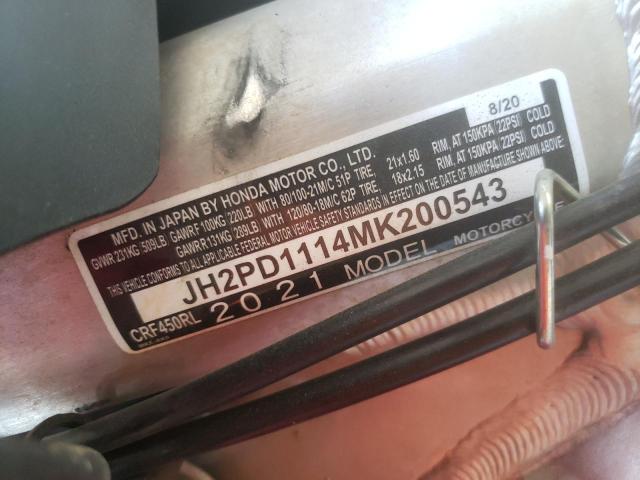 8/20
MFD. IN JAPAN BY HONDA MOTOR CO., LTD.
GVWR 231KG 509LB
GAWRF 100KG 220LB WITH 80/100-21M/C 51P TIRE, 21x1.60 RIM, AT 150KPA 22PSI COLD
GAWRR 131KG 289LB WITH 120/80-18M/C 62P TIRE, 18x2.15 RIM, AT 150KPA 22PSI COLD
THIS VEHICLE CONFORMS TO ALL APPLICABLE FEDERAL MOTOR VEHICLE SAFETY STANDARDS IN EFFECT ON THE DATE OF MANUFACTURE SHOWN ABOVE.
JH2PD1114MK200543
CRF450RL 2021 MODEL MOTORCYCLE